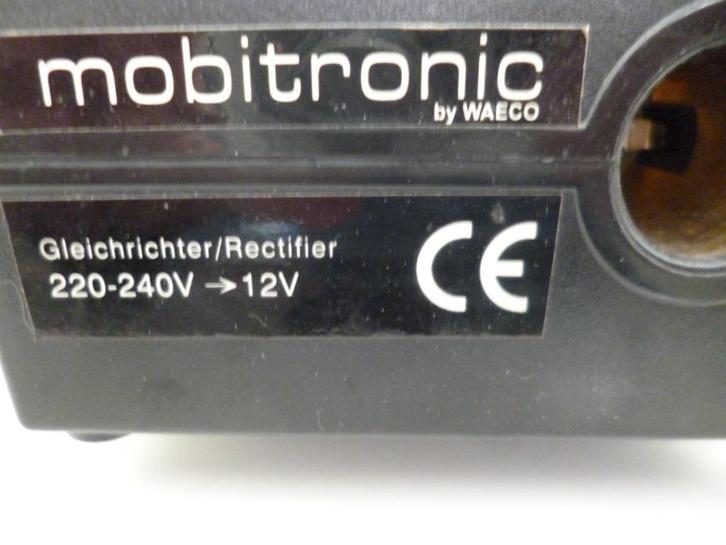 mobitronic
by WAECO
Gleichrichter/Rectifier
220-240V → 12V
CE